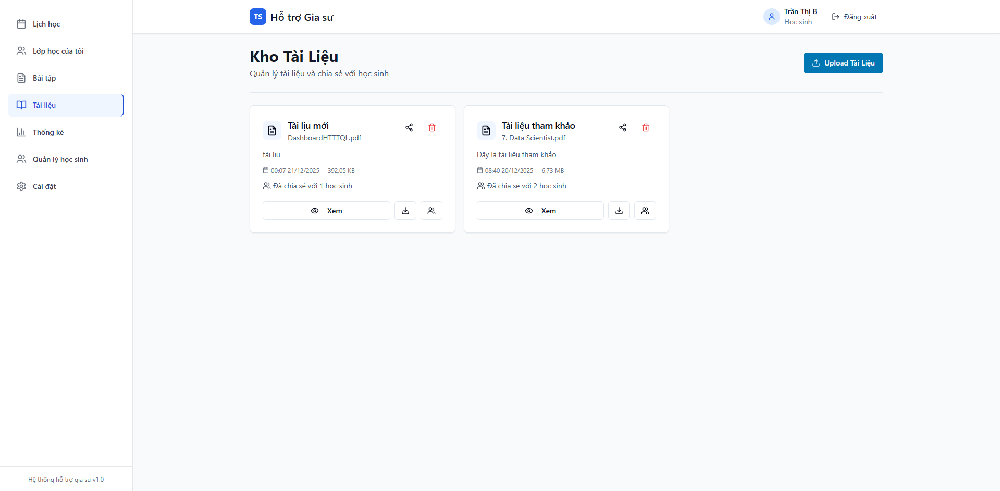 Lịch học
Lớp học của tôi
Bài tập
Tài liệu
Thống kê
Quản lý học sinh
Cài đặt
Hệ thống hỗ trợ gia sư v1.0
TS Hỗ trợ Gia sư
Trần Thị B
Học sinh
Đăng xuất
Kho Tài Liệu
Quản lý tài liệu và chia sẻ với học sinh
Upload Tài Liệu
Tài lịu mới
DashboardHTTTQL.pdf
tài lịu
00:07 21/12/2025 392.05 KB
Đã chia sẻ với 1 học sinh
Xem
Tài liệu tham khảo
7. Data Scientist.pdf
Đây là tài liệu tham khảo
08:40 20/12/2025 6.73 MB
Đã chia sẻ với 2 học sinh
Xem